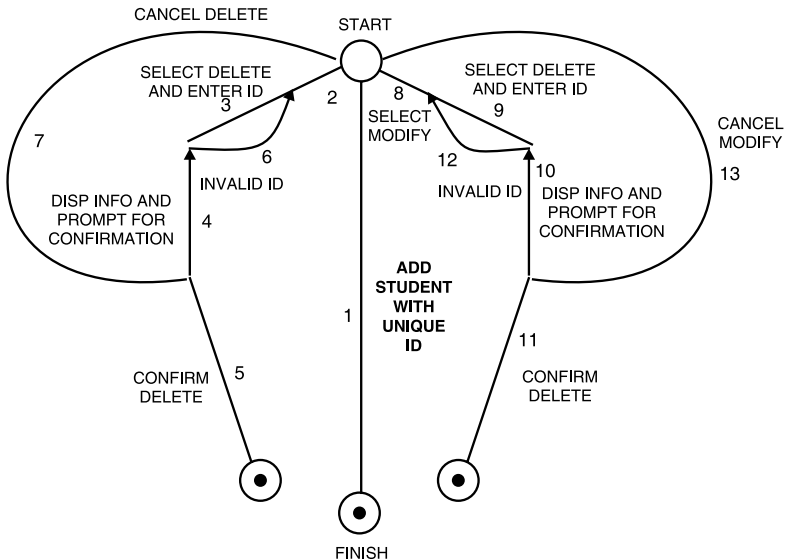 CANCEL DELETE
START
SELECT DELETE
AND ENTER ID
3
2
8
SELECT DELETE
AND ENTER ID
9
SELECT
MODIFY
7
6
12
CANCEL
MODIFY
13
INVALID ID
INVALID ID
10
DISP INFO AND
PROMPT FOR
CONFIRMATION
4
DISP INFO AND
PROMPT FOR
CONFIRMATION
1
ADD
STUDENT
WITH
UNIQUE
ID
11
CONFIRM
DELETE
5
CONFIRM
DELETE
FINISH